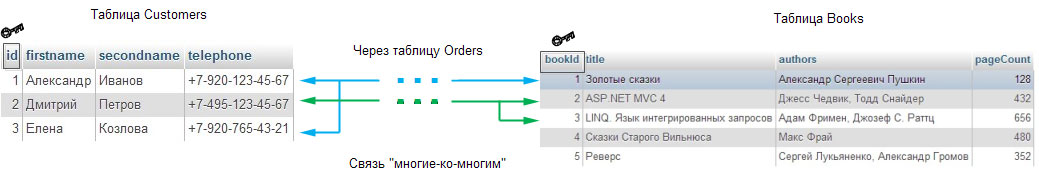 Таблица Customers
id firstname secondname telephone
1 Александр Иванов +7-920-123-45-67
2 Дмитрий Петров +7-495-123-45-67
3 Елена Козлова +7-920-765-43-21
Через таблицу Orders
Связь "многие-ко-многим"
Таблица Books
bookId title authors pageCount
1 Золотые сказки Александр Сергеевич Пушкин 128
2 ASP.NET MVC 4 Джесс Чедвик, Тодд Снайдер 432
3 LINQ. Язык интегрированных запросов Адам Фримен, Джозеф С. Раттц 656
4 Сказки Старого Вильнюса Макс Фрай 480
5 Реверс Сергей Лукьяненко, Александр Громов 352